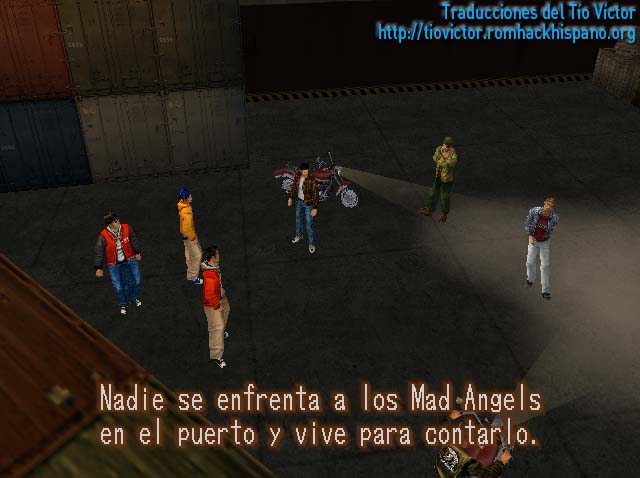 Traducciones del Tío Victor
http://tiovictor.romhackhispano.org
Nadie se enfrenta a los Mad Angels
en el puerto y vive para contarlo.